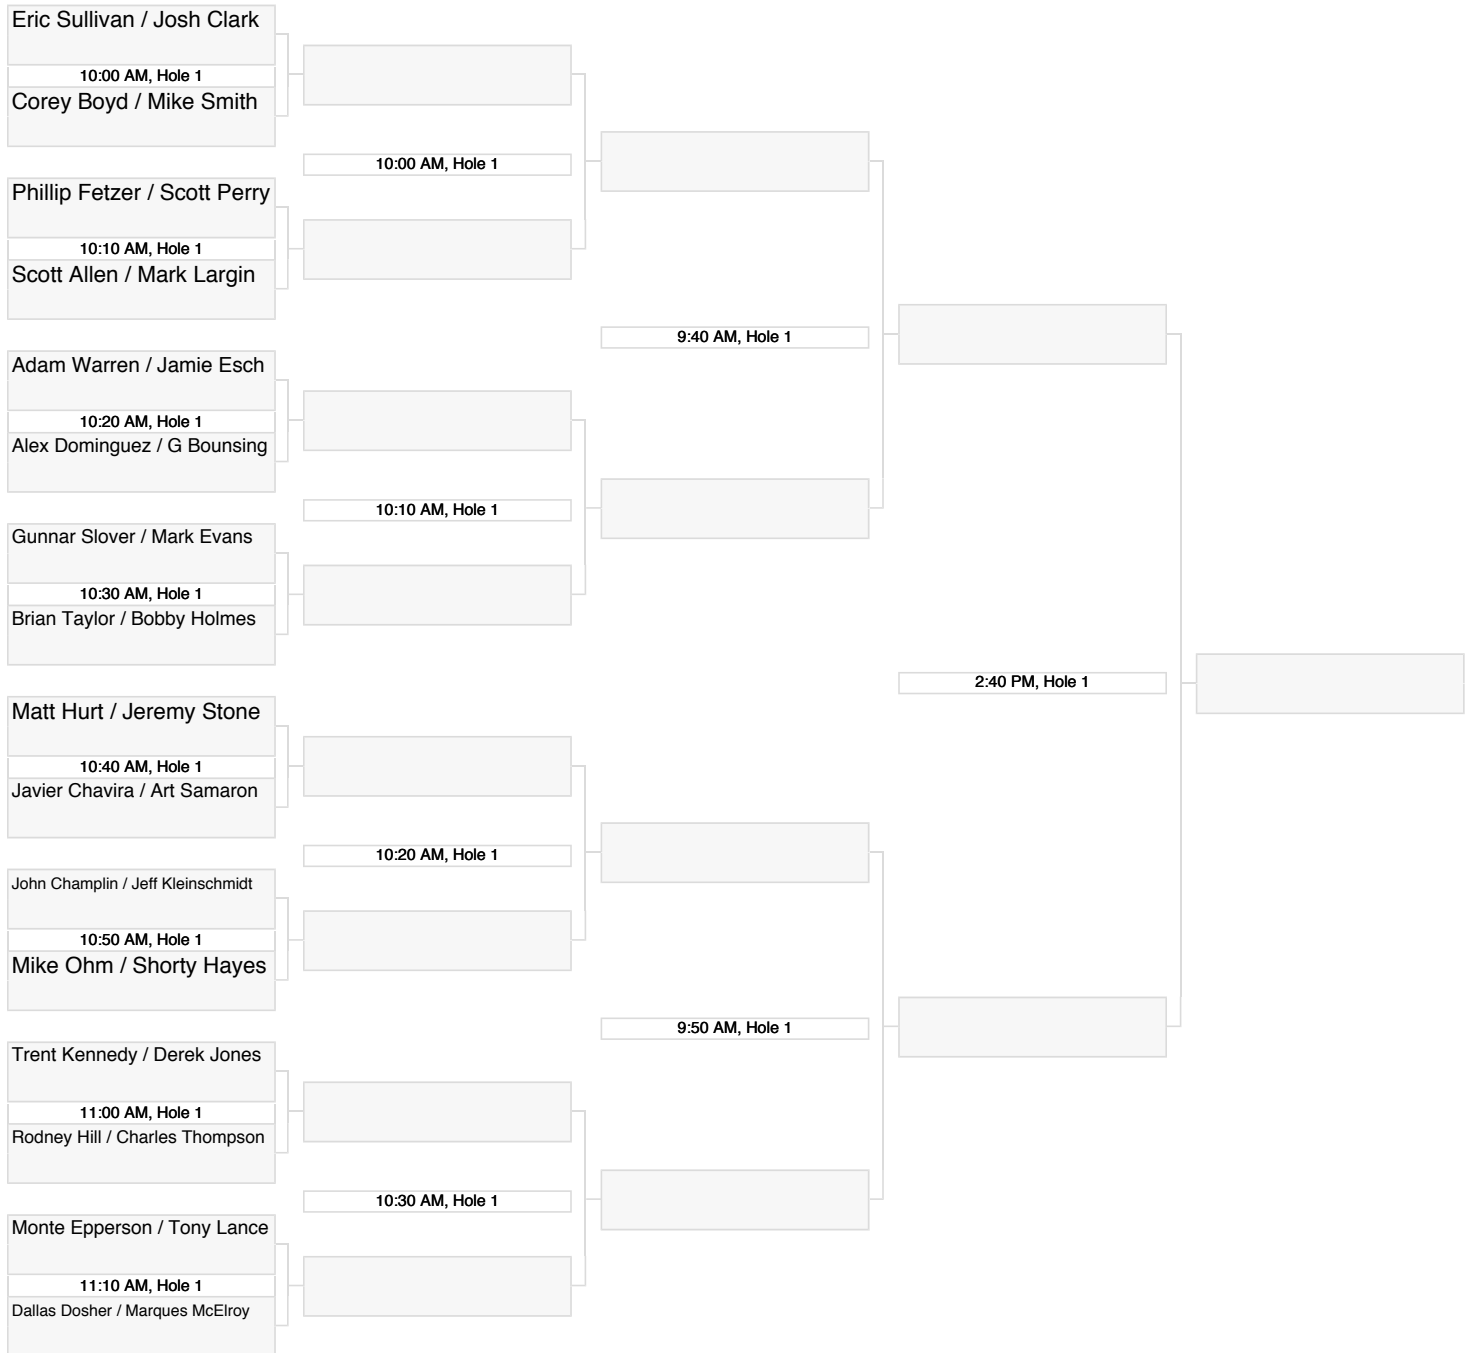 Eric Sullivan / Josh Clark
10:00 AM, Hole 1
Corey Boyd / Mike Smith
10:00 AM, Hole 1
Phillip Fetzer / Scott Perry
10:10 AM, Hole 1
Scott Allen / Mark Largin
9:40 AM, Hole 1
Adam Warren / Jamie Esch
10:20 AM, Hole 1
Alex Dominguez / G Bounsing
10:10 AM, Hole 1
Gunnar Slover / Mark Evans
10:30 AM, Hole 1
Brian Taylor / Bobby Holmes
2:40 PM, Hole 1
Matt Hurt / Jeremy Stone
10:40 AM, Hole 1
Javier Chavira / Art Samaron
10:20 AM, Hole 1
John Champlin / Jeff Kleinschmidt
10:50 AM, Hole 1
Mike Ohm / Shorty Hayes
9:50 AM, Hole 1
Trent Kennedy / Derek Jones
11:00 AM, Hole 1
Rodney Hill / Charles Thompson
10:30 AM, Hole 1
Monte Epperson / Tony Lance
11:10 AM, Hole 1
Dallas Dosher / Marques McElroy